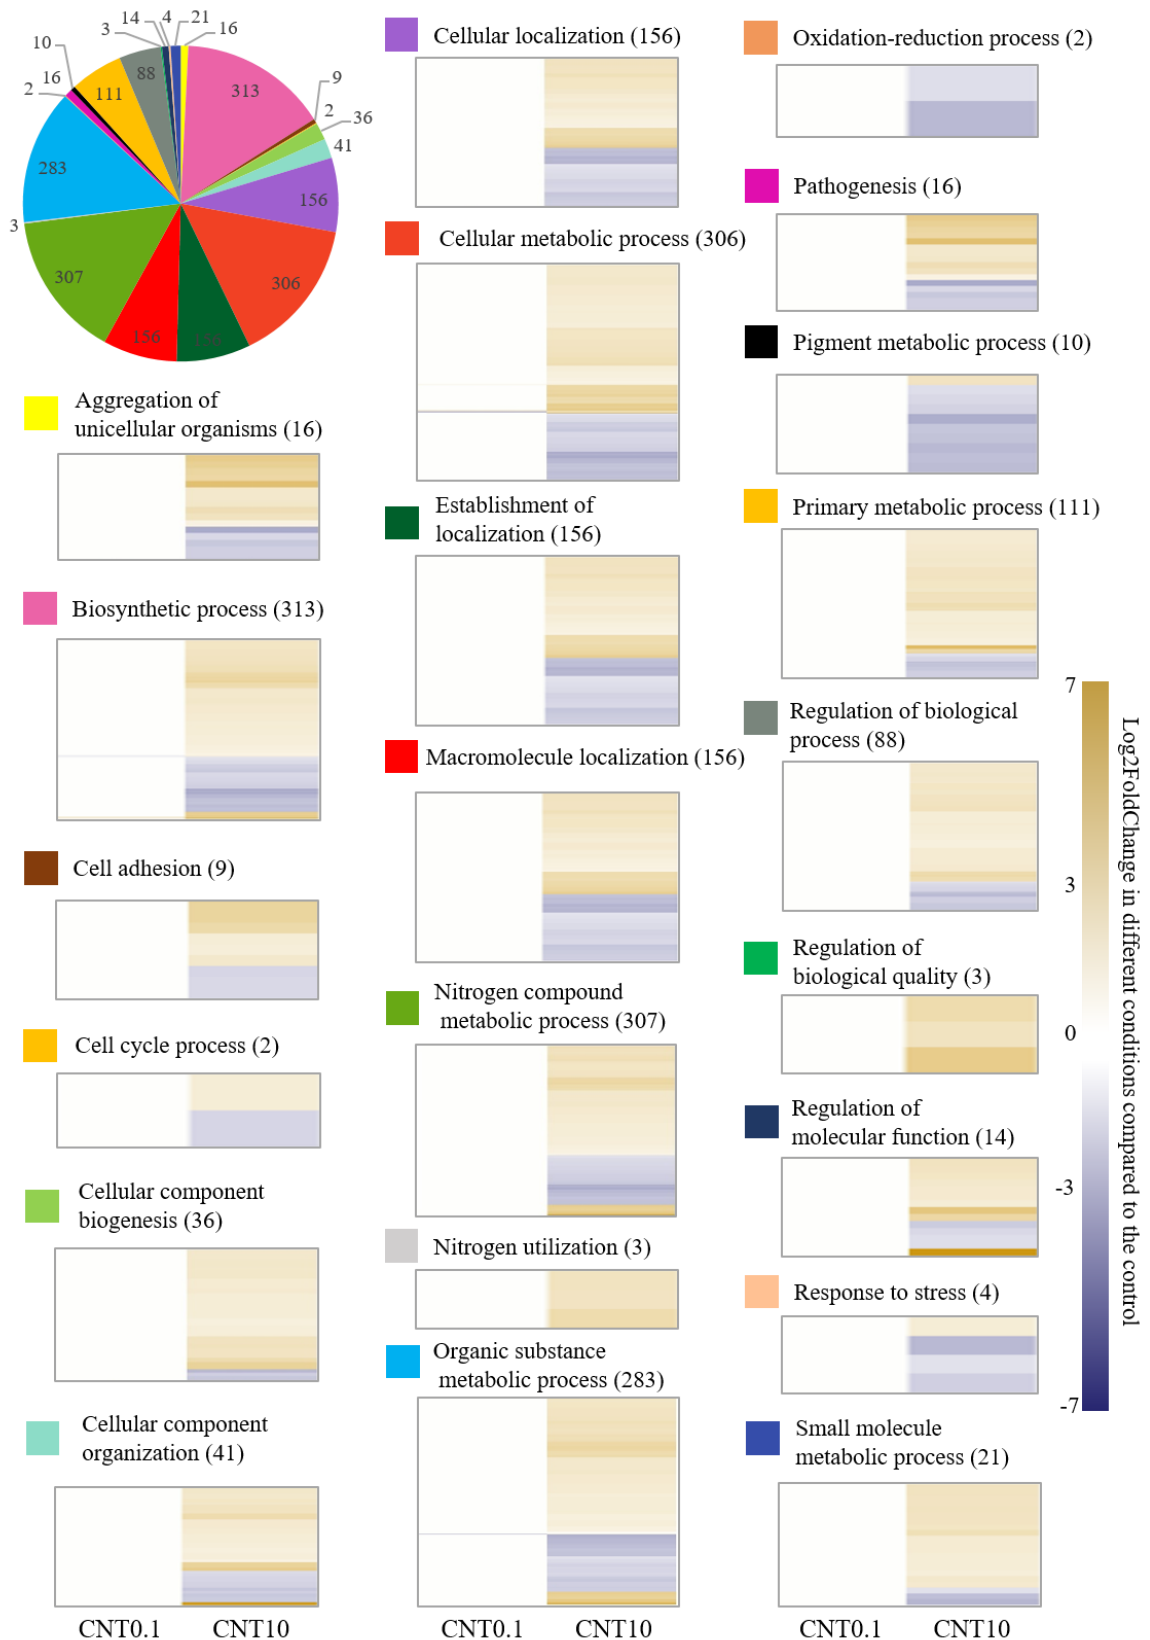 14
4
21
3
16
10
88
313
9
16
111
2
2
36
283
41
156
3
307
306
156
Aggregation of
unicellular organisms (16)
Biosynthetic process (313)
Cell adhesion (9)
Cell cycle process (2)
Cellular component
biogenesis (36)
Cellular component
organization (41)
CNT0.1 CNT10
Cellular localization (156)
Cellular metabolic process (306)
Establishment of
localization (156)
Macromolecule localization (156)
Nitrogen compound
metabolic process (307)
Nitrogen utilization (3)
Organic substance
metabolic process (283)
CNT0.1 CNT10
Oxidation-reduction process (2)
Pathogenesis (16)
Pigment metabolic process (10)
Primary metabolic process (111)
Regulation of biological
process (88)
Regulation of
biological quality (3)
Regulation of
molecular function (14)
Response to stress (4)
Small molecule
metabolic process (21)
CNT0.1 CNT10
7
3
0
-3
-7
Log2FoldChange in different conditions compared to the control